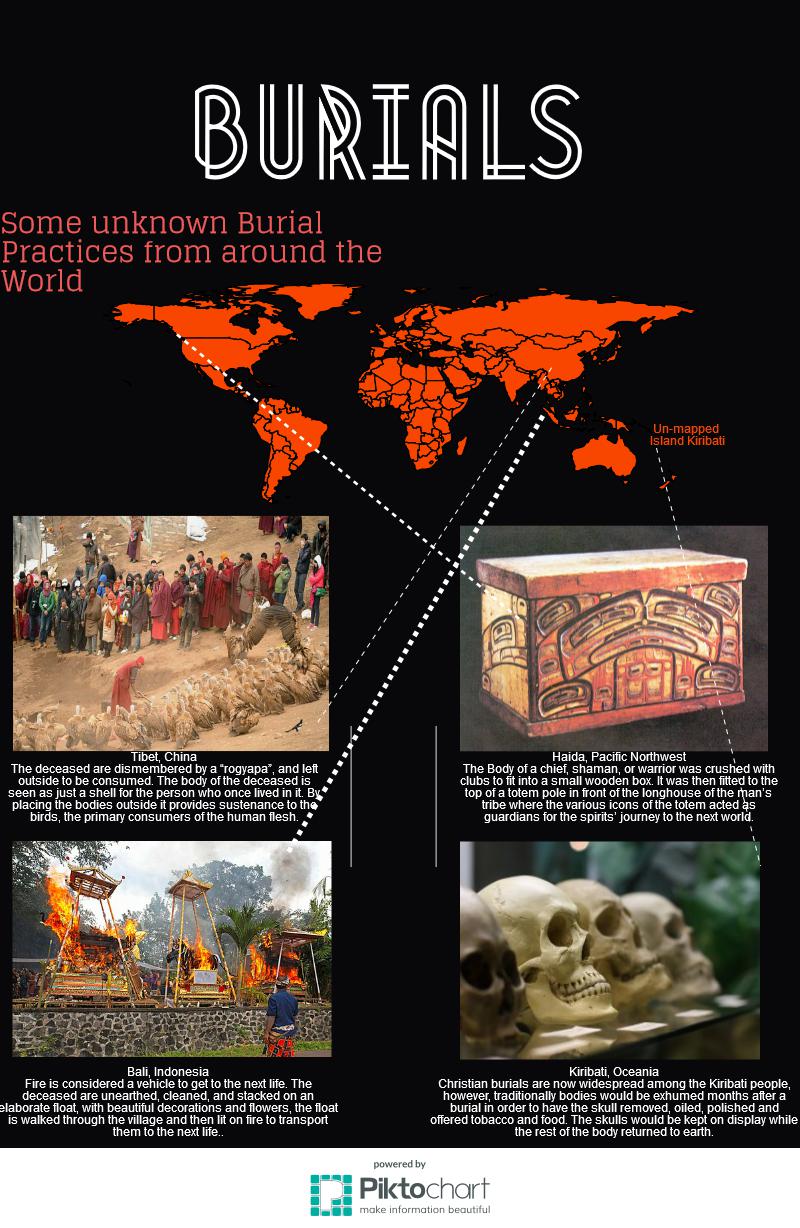 BURIALS
Some unknown Burial
Practices from around the
World
Un-mapped
Island Kiribati
Tibet, China
The deceased are dismembered by a “rogyapa”, and left
outside to be consumed. The body of the deceased is
seen as just a shell for the person who once lived in it. By
placing the bodies outside it provides sustenance to the
birds, the primary consumers of the human flesh.
Haida, Pacific Northwest
The Body of a chief, shaman, or warrior was crushed with
clubs to fit into a small wooden box. It was then fitted to the
top of a totem pole in front of the longhouse of the man’s
tribe where the various icons of the totem acted as
guardians for the spirits’ journey to the next world.
Bali, Indonesia
Fire is considered a vehicle to get to the next life. The
deceased are unearthed, cleaned, and stacked on an
elaborate float, with beautiful decorations and flowers, the float
is walked through the village and then lit on fire to transport
them to the next life..
Kiribati, Oceania
Christian burials are now widespread among the Kiribati people,
however, traditionally bodies would be exhumed months after a
burial in order to have the skull removed, oiled, polished and
offered tobacco and food. The skulls would be kept on display while
the rest of the body returned to earth.
powered by
Piktochart
make information beautiful